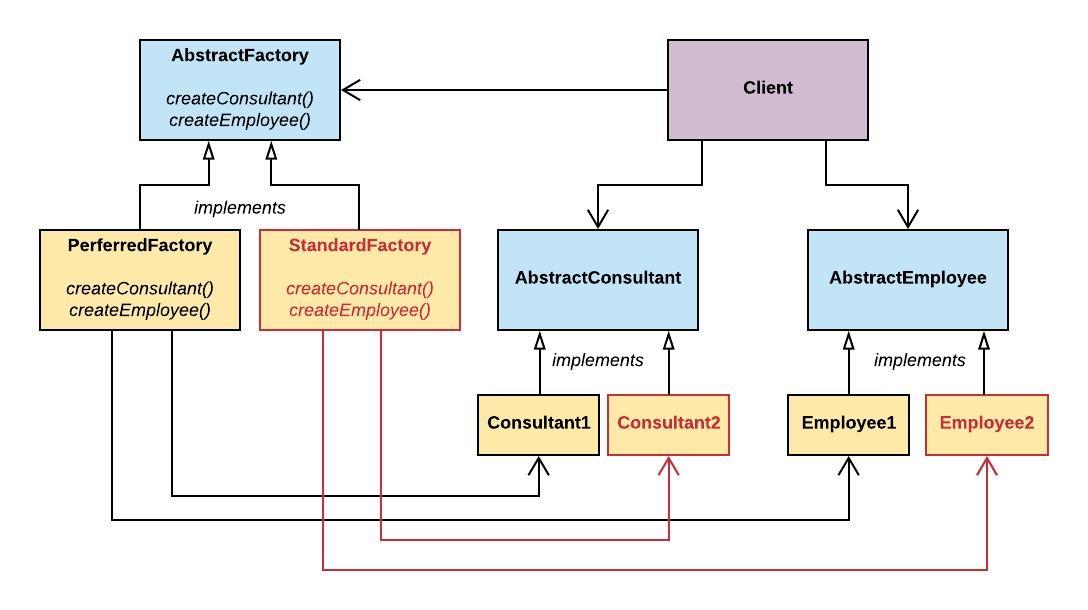 AbstractFactory
createConsultant()
createEmployee()
Client
implements
PerferredFactory
createConsultant()
createEmployee()
StandardFactory
createConsultant()
createEmployee()
AbstractConsultant
AbstractEmployee
implements
implements
Consultant1
Consultant2
Employee1
Employee2